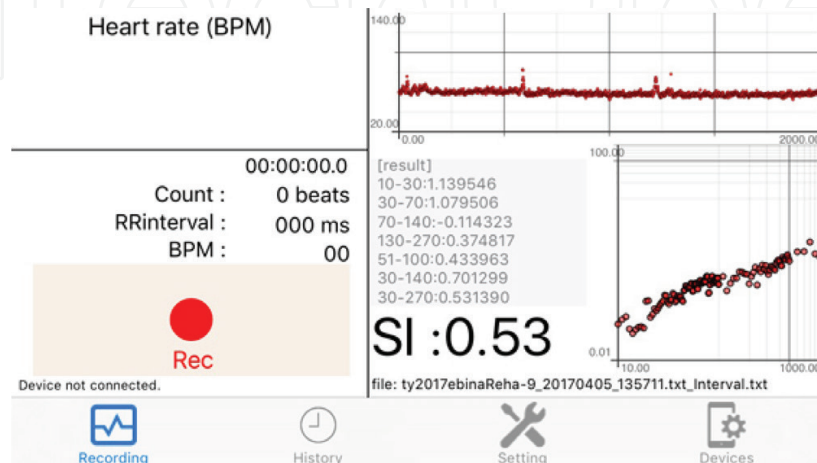 Heart rate (BPM)
00:00:00.0
Count : 0 beats
RRinterval : 000 ms
BPM : 00
Rec
Device not connected.
140.00
20.00
0.00
2000.00
[result]
10-30:1.139546
30-70:1.079506
70-140:-0.114323
130-270:0.374817
51-100:0.433963
30-140:0.701299
30-270:0.531390
SI :0.53
100.00
0.01
10.00
1000.00
file: ty2017ebinaReha-9_20170405_135711.txt_Interval.txt
Recording
History
Setting
Devices